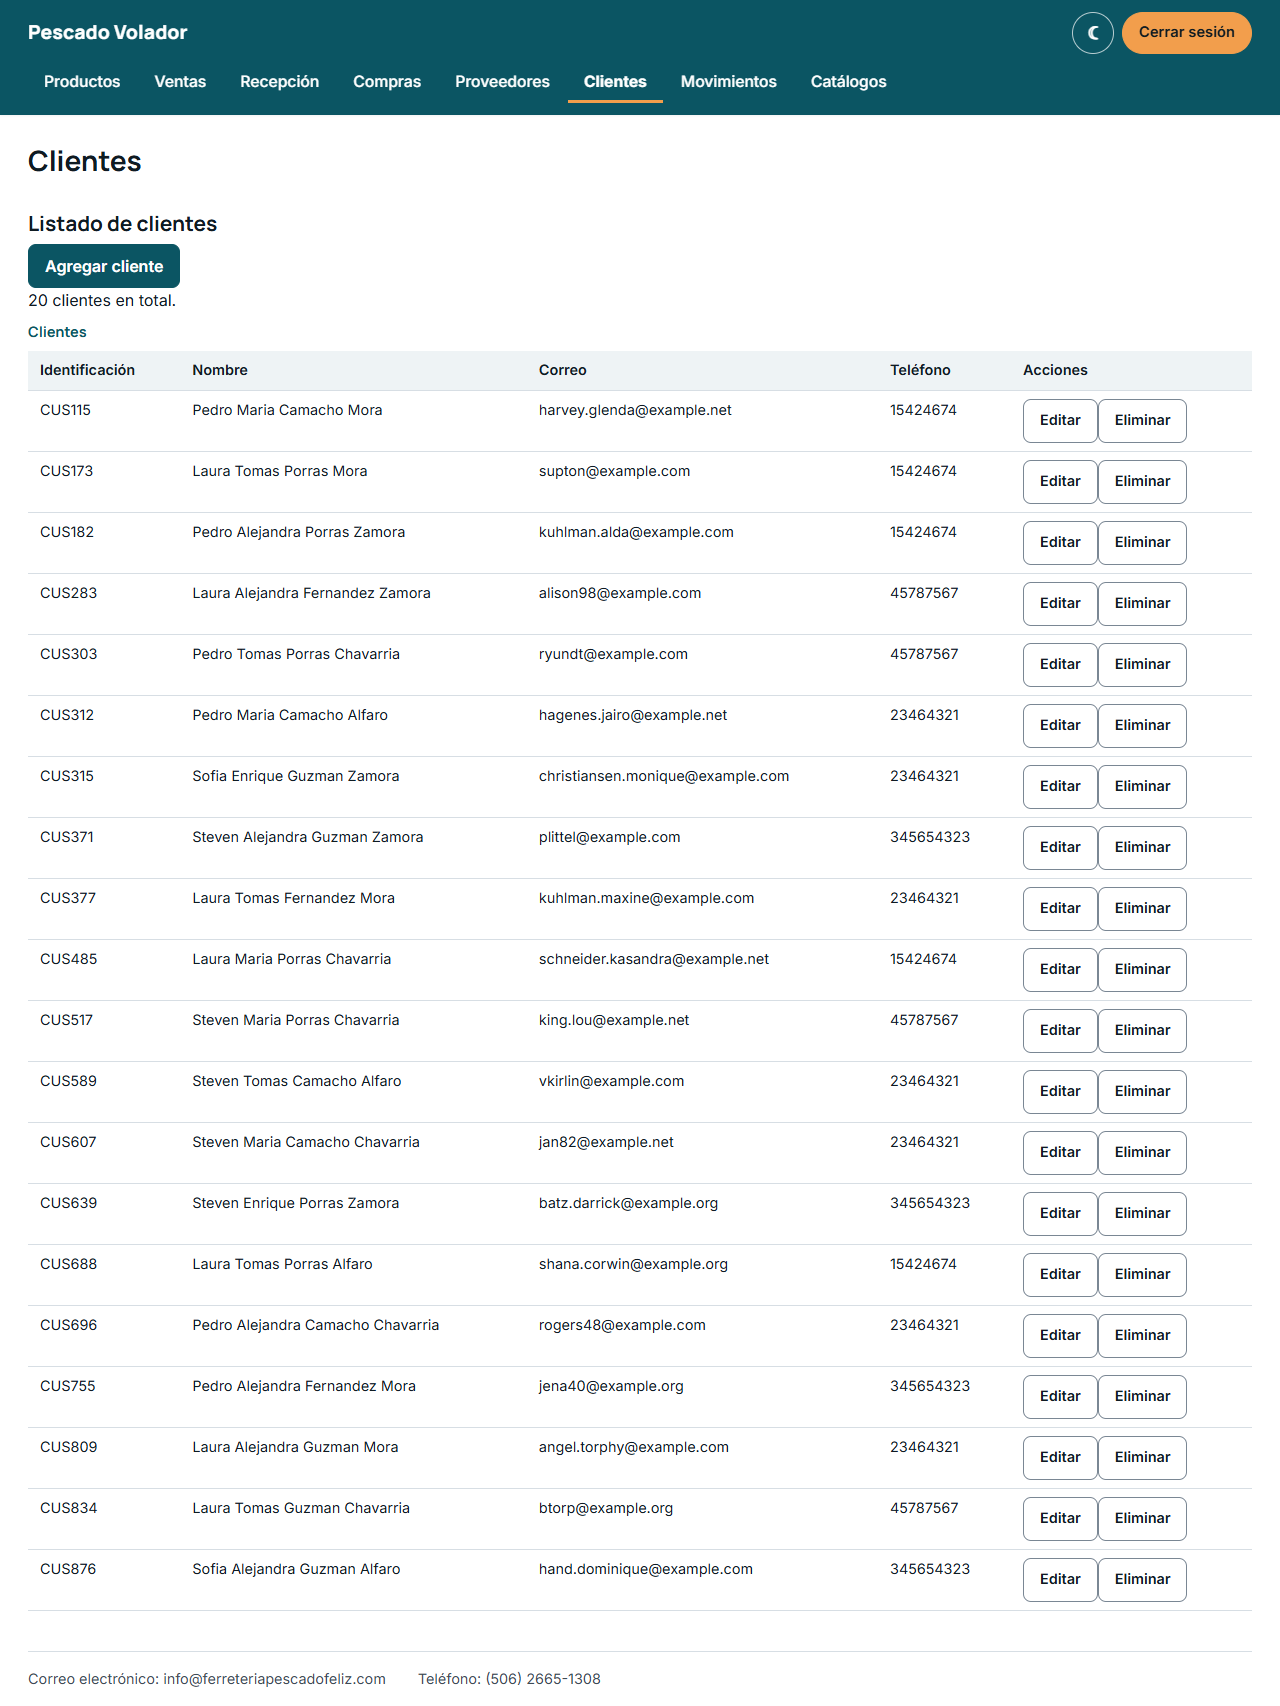 Pescado Volador
Cerrar sesión
Productos Ventas Recepción Compras Proveedores Clientes Movimientos Catálogos
Clientes
Listado de clientes
Agregar cliente
20 clientes en total.
Clientes
Identificación Nombre Correo Teléfono Acciones
CUS115 Pedro Maria Camacho Mora harvey.glenda@example.net 15424674 Editar Eliminar
CUS173 Laura Tomas Porras Mora supton@example.com 15424674 Editar Eliminar
CUS182 Pedro Alejandra Porras Zamora kuhlman.alda@example.com 15424674 Editar Eliminar
CUS283 Laura Alejandra Fernandez Zamora alison98@example.com 45787567 Editar Eliminar
CUS303 Pedro Tomas Porras Chavarria ryundt@example.com 45787567 Editar Eliminar
CUS312 Pedro Maria Camacho Alfaro hagenes.jairo@example.net 23464321 Editar Eliminar
CUS315 Sofia Enrique Guzman Zamora christiansen.monique@example.com 23464321 Editar Eliminar
CUS371 Steven Alejandra Guzman Zamora plittel@example.com 345654323 Editar Eliminar
CUS377 Laura Tomas Fernandez Mora kuhlman.maxine@example.com 23464321 Editar Eliminar
CUS485 Laura Maria Porras Chavarria schneider.kasandra@example.net 15424674 Editar Eliminar
CUS517 Steven Maria Porras Chavarria king.lou@example.net 45787567 Editar Eliminar
CUS589 Steven Tomas Camacho Alfaro vkirlin@example.com 23464321 Editar Eliminar
CUS607 Steven Maria Camacho Chavarria jan82@example.net 23464321 Editar Eliminar
CUS639 Steven Enrique Porras Zamora batz.darrick@example.org 345654323 Editar Eliminar
CUS688 Laura Tomas Porras Alfaro shana.corwin@example.org 15424674 Editar Eliminar
CUS696 Pedro Alejandra Camacho Chavarria rogers48@example.com 23464321 Editar Eliminar
CUS755 Pedro Alejandra Fernandez Mora jena40@example.org 345654323 Editar Eliminar
CUS809 Laura Alejandra Guzman Mora angel.torphy@example.com 23464321 Editar Eliminar
CUS834 Laura Tomas Guzman Chavarria btorp@example.org 45787567 Editar Eliminar
CUS876 Sofia Alejandra Guzman Alfaro hand.dominique@example.com 345654323 Editar Eliminar
Correo electrónico: info@ferreteriapescadofeliz.com Teléfono: (506) 2665-1308